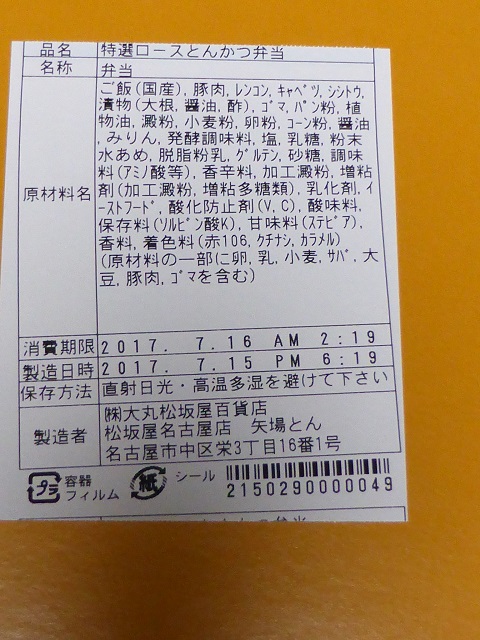 品名 特選ロースとんかつ弁当
名称 弁当
原材料名
ご飯(国産), 豚肉, レンコン, キャベツ, シシトウ,
漬物(大根, 醤油, 酢), ゴマ, パン粉, 植
物油, 澱粉, 小麦粉, 卵粉, コーン粉, 醤油
, みりん, 発酵調味料, 塩, 乳糖, 粉末
水あめ, 脱脂粉乳, グルテン, 砂糖, 調味
料(アミノ酸等), 香辛料, 加工澱粉, 増粘
剤(加工澱粉, 増粘多糖類), 乳化剤, イ
ーストフード, 酸化防止剤(V.C), 酸味料,
保存料(ソルビン酸K), 甘味料(ステビア),
香料, 着色料(赤106, クチナシ, カラメル)
(原材料の一部に卵, 乳, 小麦, サバ, 大
豆, 豚肉, ゴマを含む)
消費期限 2017. 7.16 AM 2:19
製造日時 2017. 7.15 PM 6:19
保存方法 直射日光・高温多湿を避けて下さい
製造者
㈱大丸松坂屋百貨店
松坂屋名古屋店 矢場とん
名古屋市中区栄3丁目16番1号
プラ 容器
フィルム
紙 シール
2150290000049